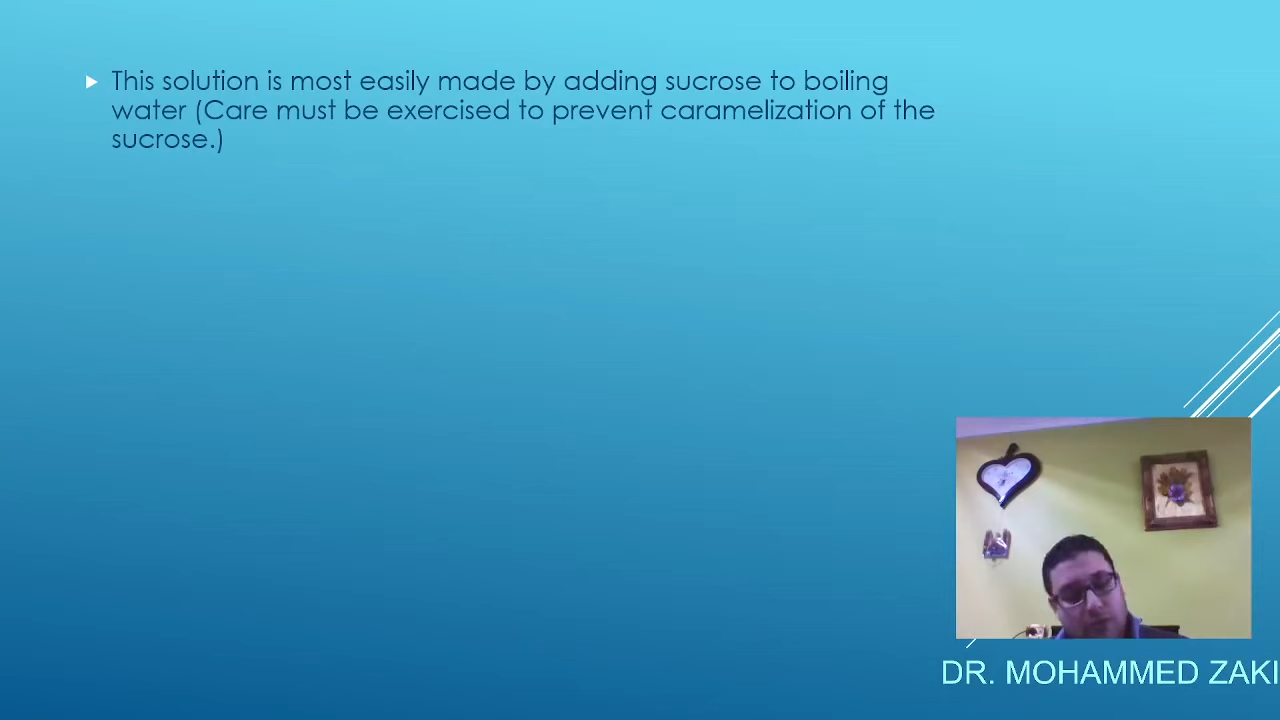 This solution is most easily made by adding sucrose to boiling
water (Care must be exercised to prevent caramelization of the
sucrose.)
DR. MOHAMMED ZAKI